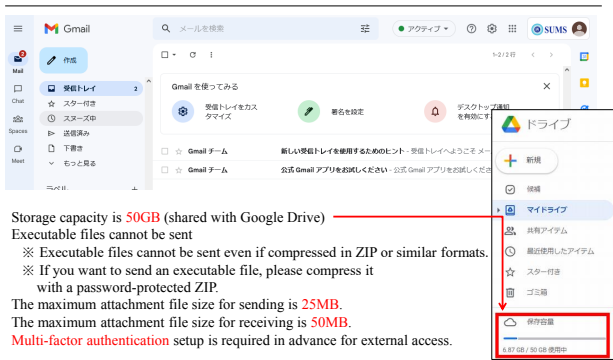 Gmail
メールを検索
アクティブ
SUMS
2
Mail
Chat
Spaces
Meet
作成
受信トレイ 2
スター付き
スヌーズ中
送信済み
下書き
もっと見る
ラベル +
1-2/2 行
Gmail を使ってみる
受信トレイをカス
タマイズ
署名を設定
デスクトップ通知
を有効にす
Gmail チーム 新しい受信トレイを使用するためのヒント - 受信トレイへようこそ メー
Gmail チーム 公式 Gmail アプリをお試しください - 公式 Gmail アプリをお試しくださ
ドライブ
新規
候補
マイドライブ
共有アイテム
最近使用したアイテム
スター付き
ゴミ箱
保存容量
6.87 GB / 50 GB 使用中
Storage capacity is 50GB (shared with Google Drive)
Executable files cannot be sent
※ Executable files cannot be sent even if compressed in ZIP or similar formats.
※ If you want to send an executable file, please compress it
with a password-protected ZIP.
The maximum attachment file size for sending is 25MB.
The maximum attachment file size for receiving is 50MB.
Multi-factor authentication setup is required in advance for external access.